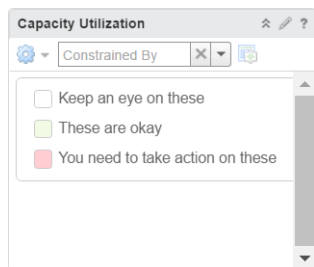 Capacity Utilization ?
Constrained By
Keep an eye on these
These are okay
You need to take action on these